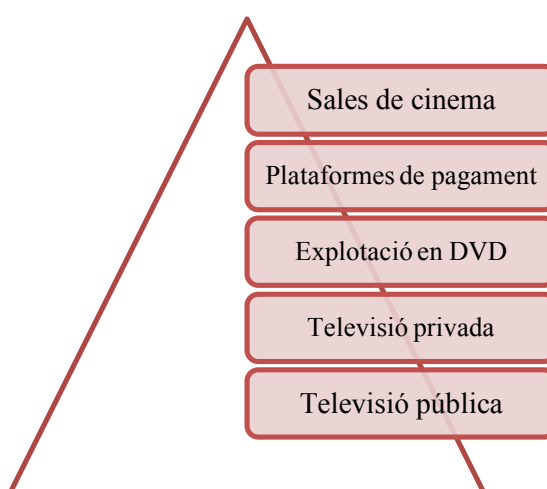 Sales de cinema
Plataformes de pagament
Explotació en DVD
Televisió privada
Televisió pública